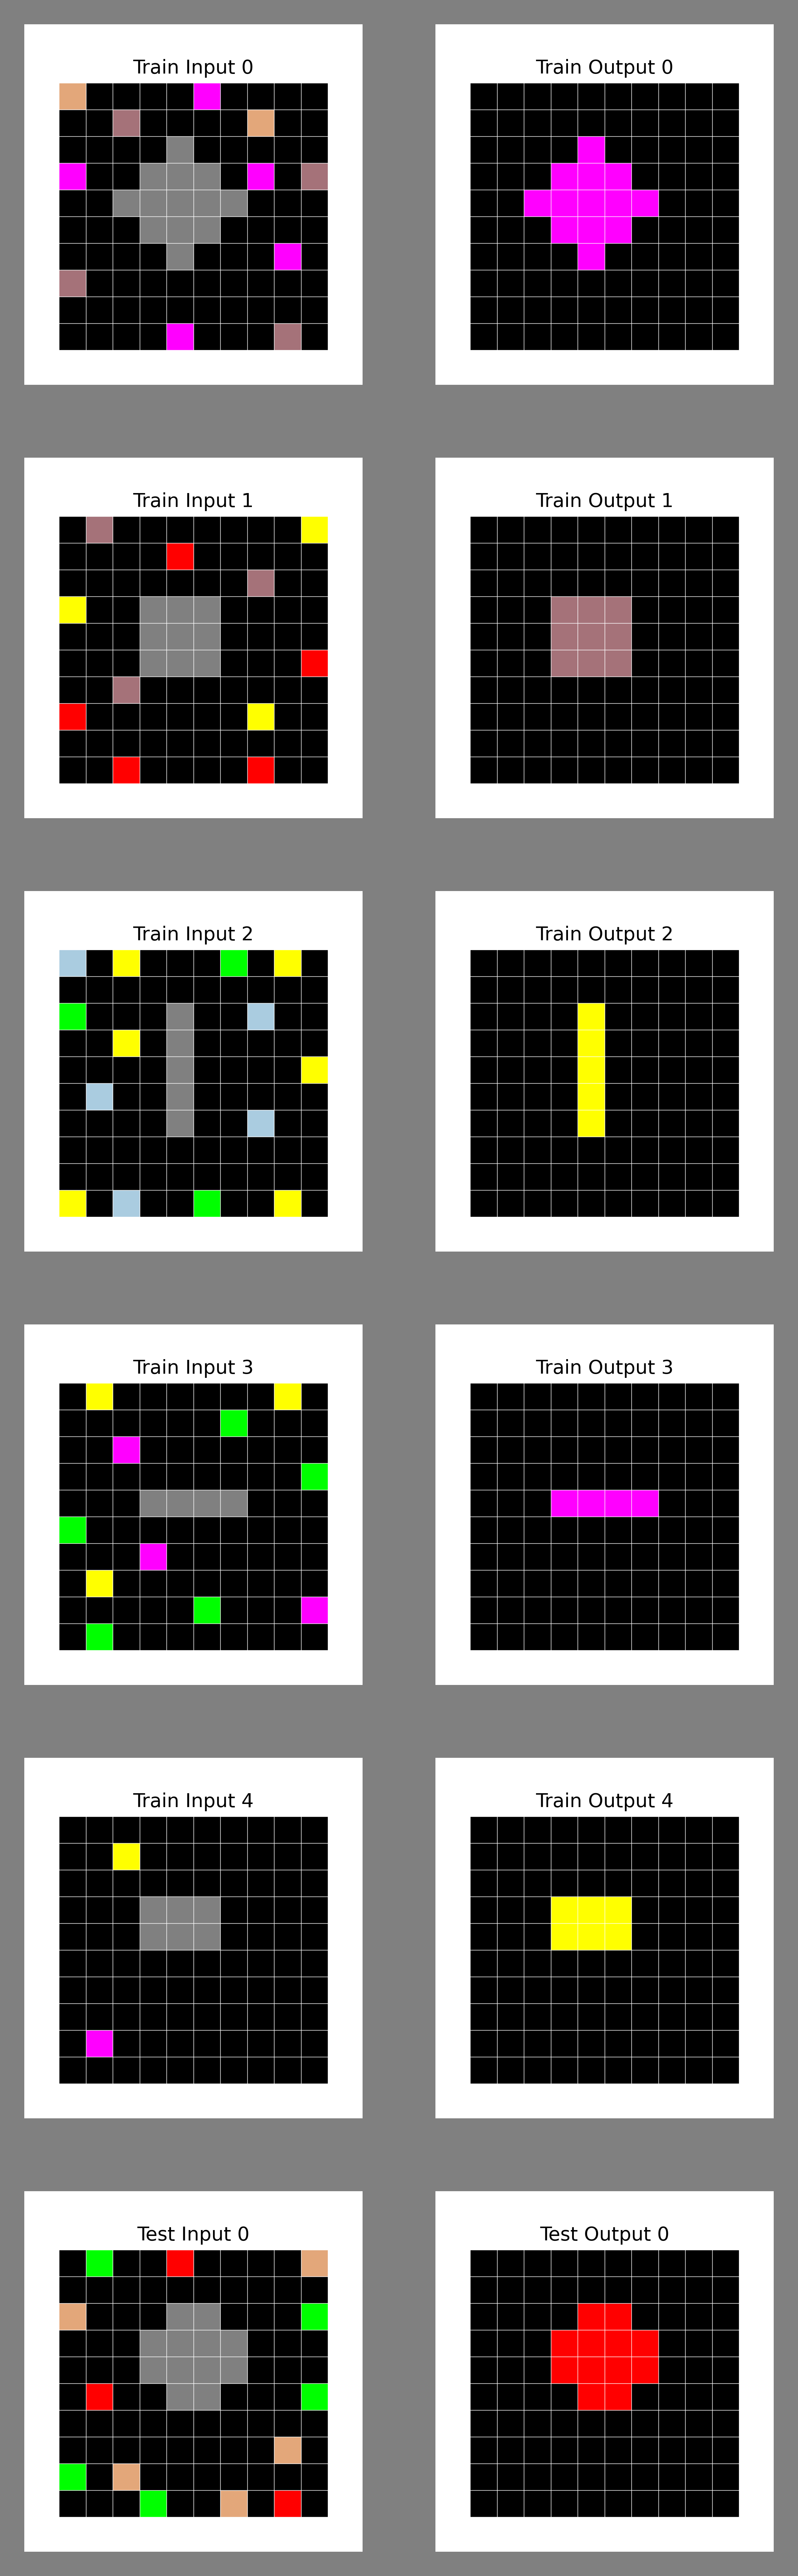 Train Input 0
Train Output 0
Train Input 1
Train Output 1
Train Input 2
Train Output 2
Train Input 3
Train Output 3
Train Input 4
Train Output 4
Test Input 0
Test Output 0